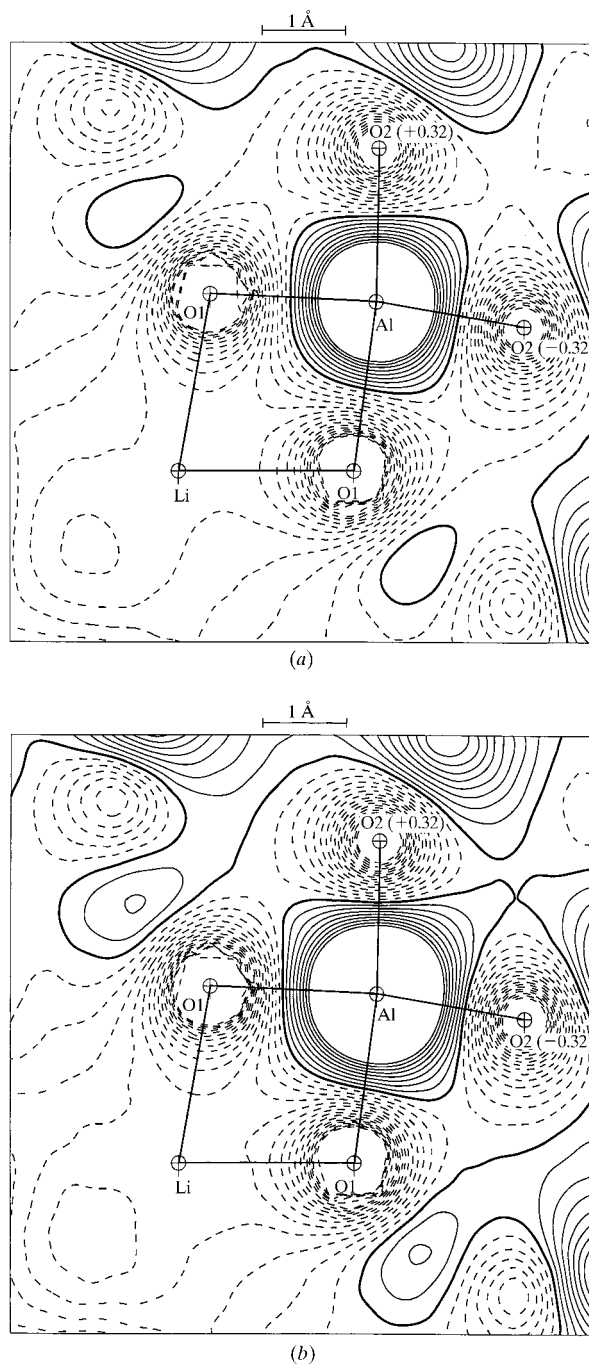 1 Å
O2 (+0.32)
O1
Al
O2 (−0.32
Li
O1
(a)
1 Å
O2 (+0.32)
O1
Al
O2 (−0.32
Li
O1
(b)